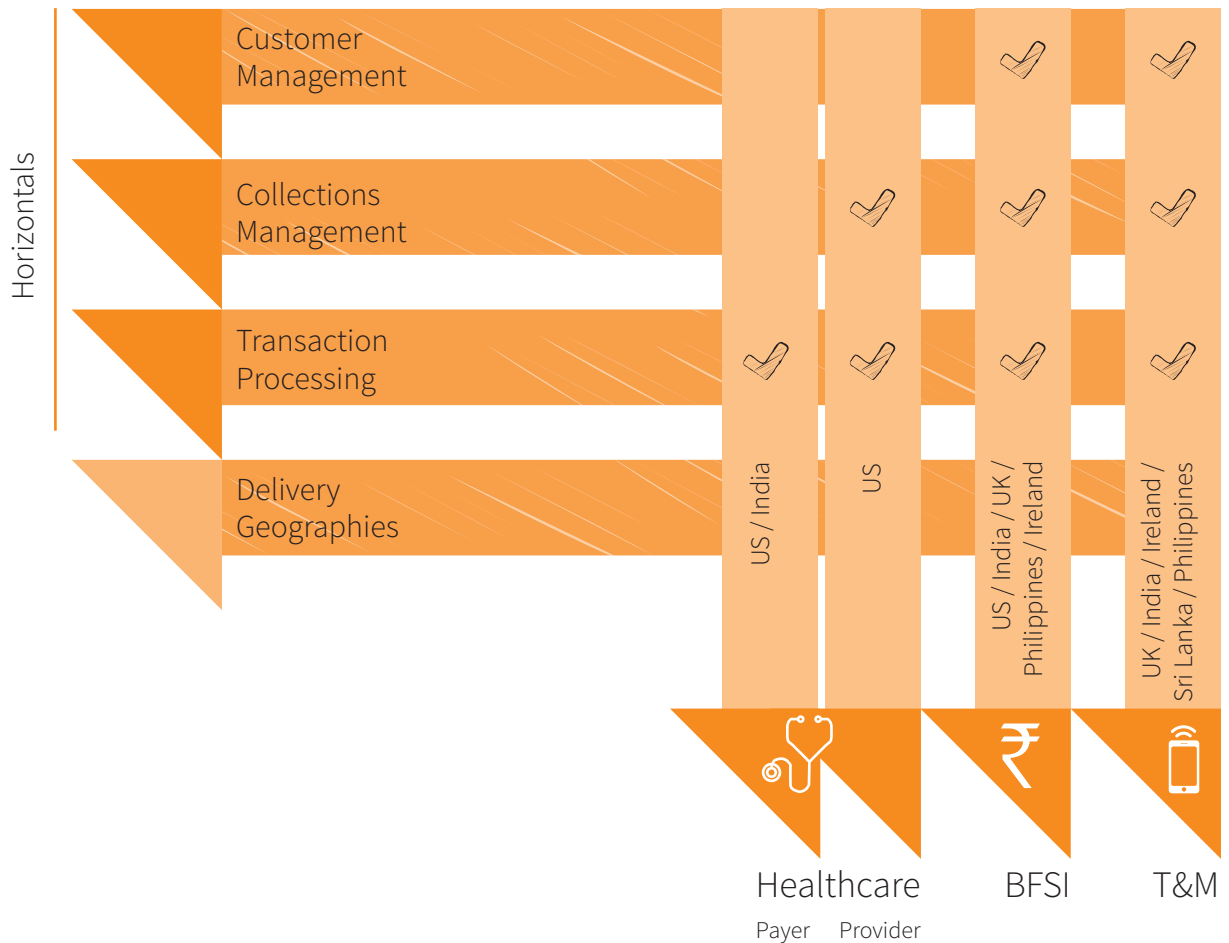 Horizontals
Customer
Management
Collections
Management
Transaction
Processing
Delivery
Geographies
US / India
US
US / India / UK /
Philippines / Ireland
UK / India / Ireland /
Sri Lanka / Philippines
₹
Healthcare
BFSI
T&M
Payer
Provider